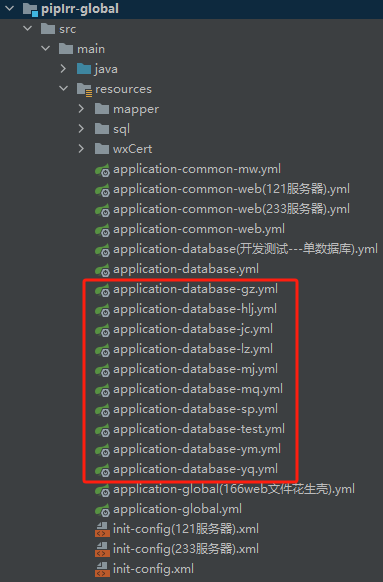 pipIrr-global
src
main
java
resources
mapper
sql
wxCert
application-common-mw.yml
application-common-web(121服务器).yml
application-common-web(233服务器).yml
application-common-web.yml
application-database(开发测试---单数据库).yml
application-database.yml
application-database-gz.yml
application-database-hlj.yml
application-database-jc.yml
application-database-lz.yml
application-database-mj.yml
application-database-mq.yml
application-database-sp.yml
application-database-test.yml
application-database-ym.yml
application-database-yq.yml
application-global(166web文件花生壳).yml
application-global.yml
init-config(121服务器).xml
init-config(233服务器).xml
init-config.xml